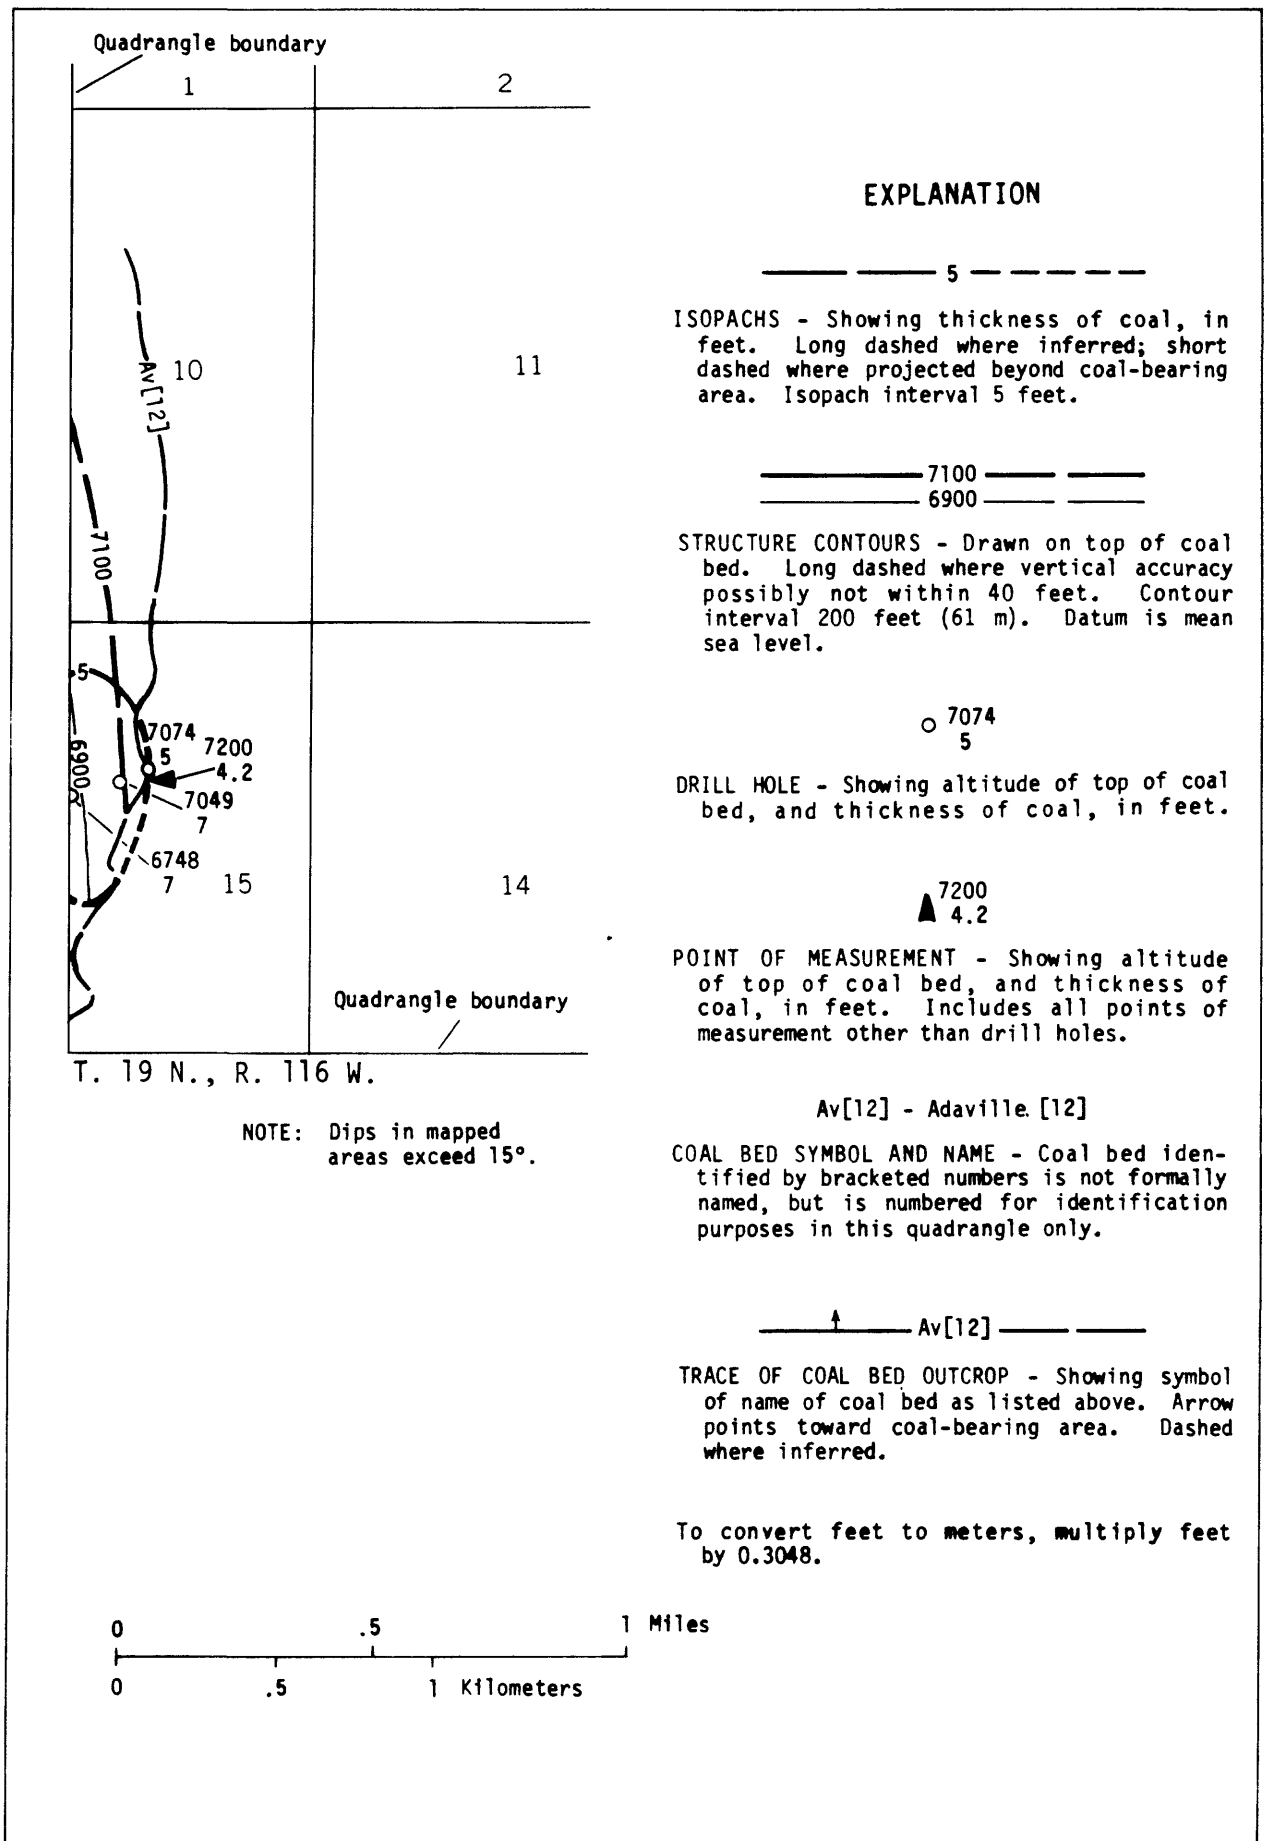 Quadrangle boundary
1
2
Av[12]
10
11
7100
5
6900
7074
5
7200
4.2
7049
7
6748
7
15
14
Quadrangle boundary
T. 19 N., R. 116 W.
NOTE: Dips in mapped
areas exceed 15°.
EXPLANATION
5
ISOPACHS - Showing thickness of coal, in
feet. Long dashed where inferred; short
dashed where projected beyond coal-bearing
area. Isopach interval 5 feet.
7100
6900
STRUCTURE CONTOURS - Drawn on top of coal
bed. Long dashed where vertical accuracy
possibly not within 40 feet. Contour
interval 200 feet (61 m). Datum is mean
sea level.
7074
5
DRILL HOLE - Showing altitude of top of coal
bed, and thickness of coal, in feet.
7200
4.2
POINT OF MEASUREMENT - Showing altitude
of top of coal bed, and thickness of
coal, in feet. Includes all points of
measurement other than drill holes.
Av[12] - Adaville [12]
COAL BED SYMBOL AND NAME - Coal bed iden-
tified by bracketed numbers is not formally
named, but is numbered for identification
purposes in this quadrangle only.
Av[12]
TRACE OF COAL BED OUTCROP - Showing symbol
of name of coal bed as listed above. Arrow
points toward coal-bearing area. Dashed
where inferred.
To convert feet to meters, multiply feet
by 0.3048.
0 .5 1 Miles
0 .5 1 Kilometers